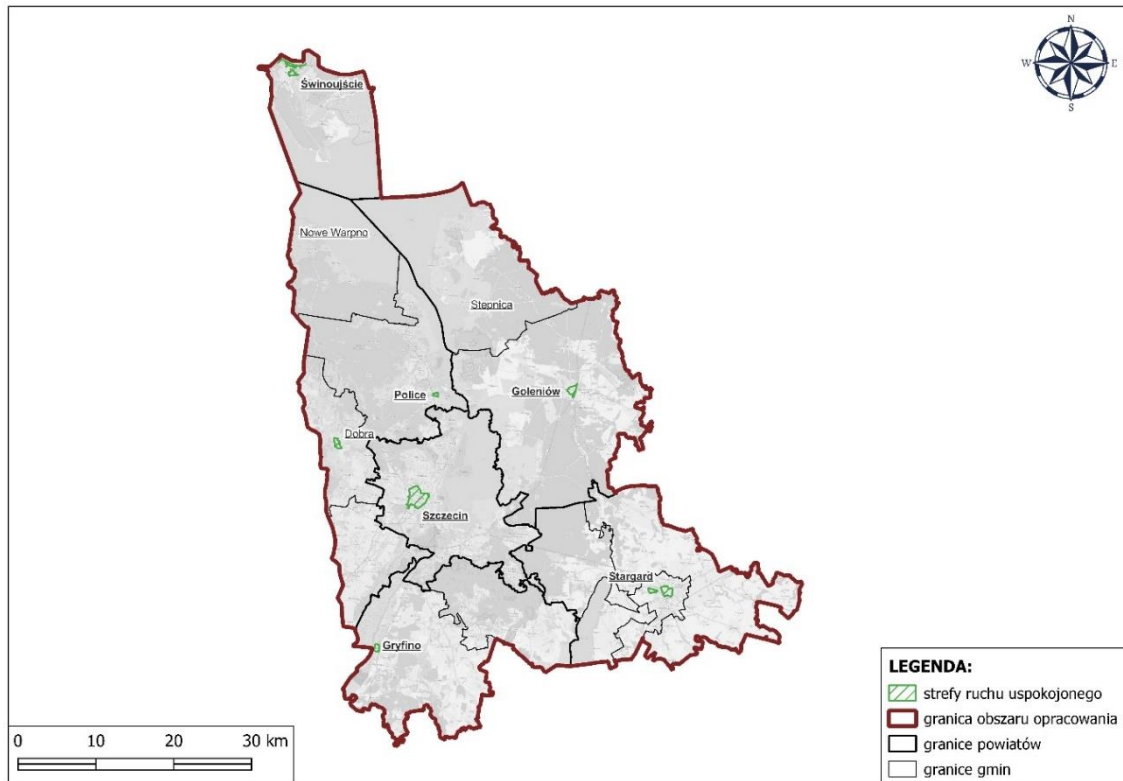 N
W E
S
Świnoujście
Nowe Warpno
Stepnica
Police
Goleniów
Dobra
Szczecin
Stargard
Gryfino
LEGENDA:
strefy ruchu uspokojonego
granica obszaru opracowania
granice powiatów
granice gmin
0 10 20 30 km